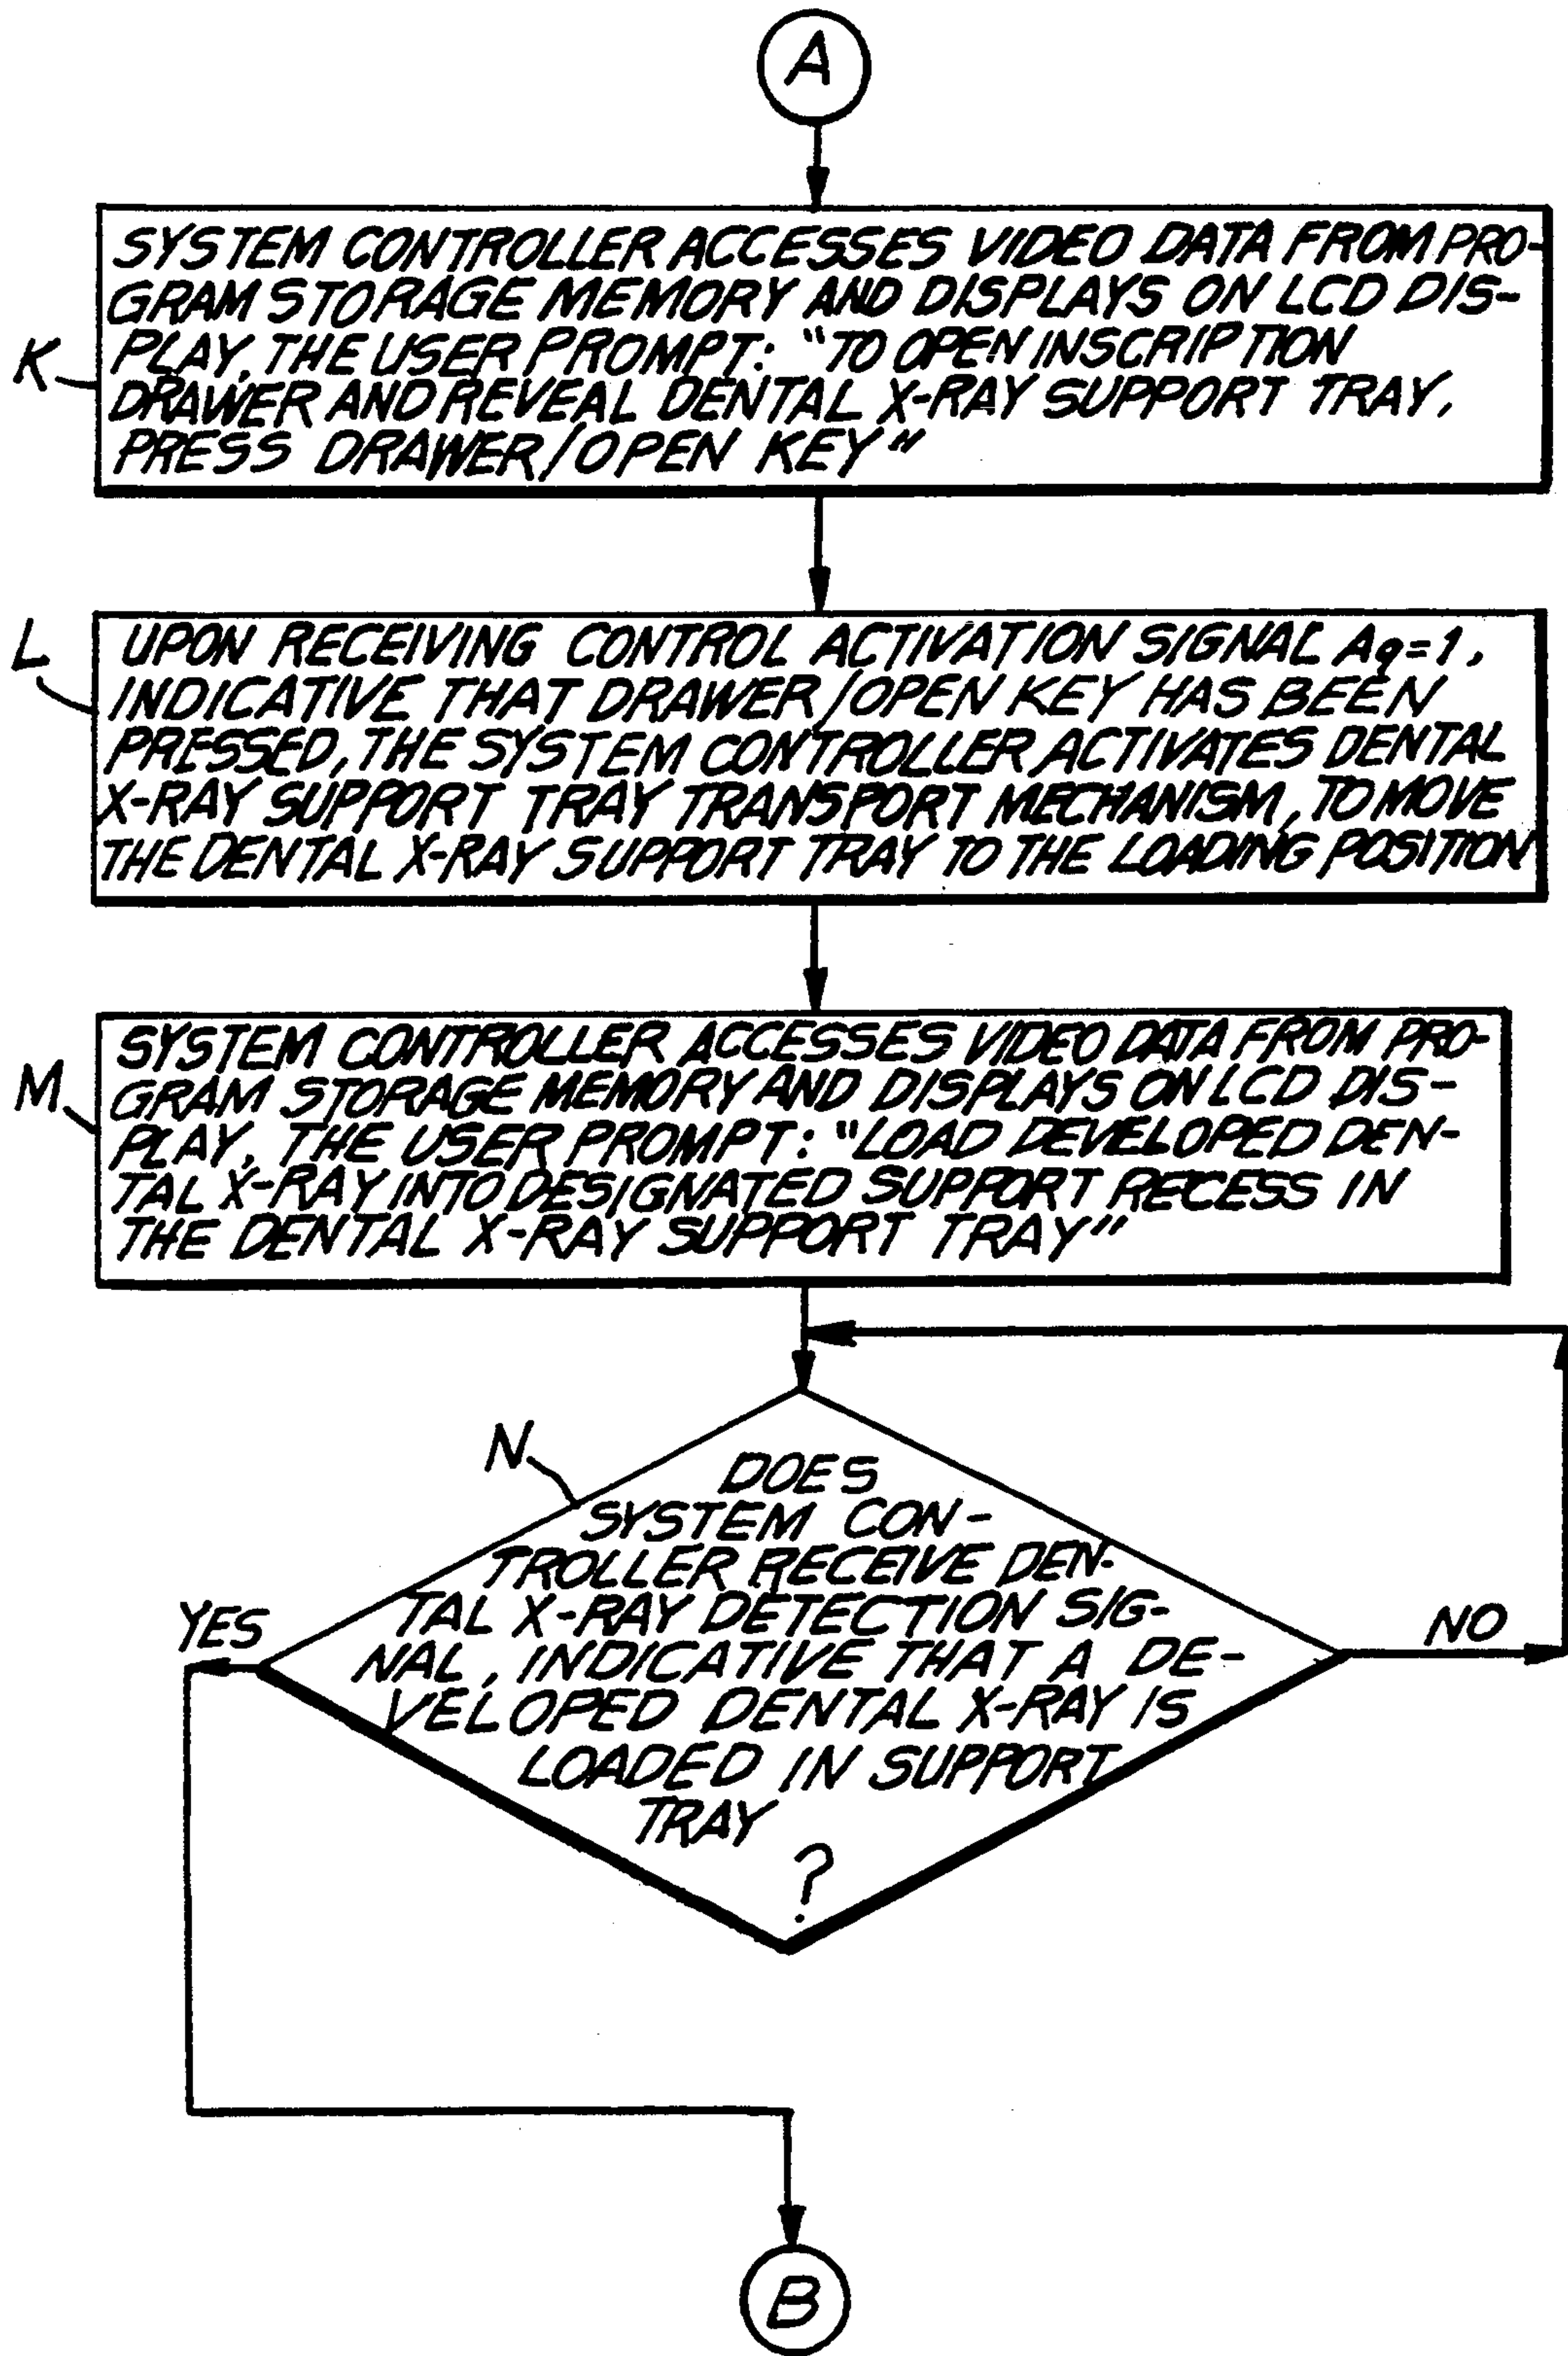 A
SYSTEM CONTROLLER ACCESSES VIDEO DATA FROM PRO-
GRAM STORAGE MEMORY AND DISPLAYS ON LCD DIS-
PLAY, THE USER PROMPT: "TO OPEN INSCRIPTION
K
DRAWER AND REVEAL DENTAL X-RAY SUPPORT TRAY,
PRESS DRAWER/OPEN KEY"
L
UPON RECEIVING CONTROL ACTIVATION SIGNAL A9=1,
INDICATIVE THAT DRAWER/OPEN KEY HAS BEEN
PRESSED, THE SYSTEM CONTROLLER ACTIVATES DENTAL
X-RAY SUPPORT TRAY TRANSPORT MECHANISM, TO MOVE
THE DENTAL X-RAY SUPPORT TRAY TO THE LOADING POSITION
SYSTEM CONTROLLER ACCESSES VIDEO DATA FROM PRO-
M
GRAM STORAGE MEMORY AND DISPLAYS ON LCD DIS-
PLAY, THE USER PROMPT: "LOAD DEVELOPED DEN-
TAL X-RAY INTO DESIGNATED SUPPORT RECESS IN
THE DENTAL X-RAY SUPPORT TRAY"
N
DOES
SYSTEM CON-
TROLLER RECEIVE DEN-
TAL X-RAY DETECTION SIG-
NAL, INDICATIVE THAT A DE-
VELOPED DENTAL X-RAY IS
LOADED IN SUPPORT
TRAY
?
YES
NO
B